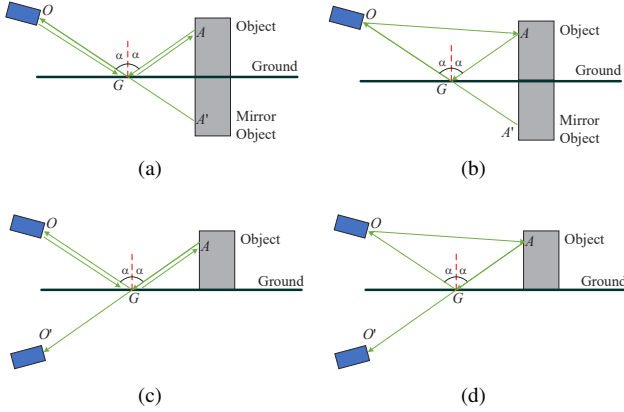 O
α α
A
Object
Ground
G
A'
Mirror
Object
(a)
O
A
Object
α α
Ground
G
A'
Mirror
Object
(b)
O
α α
A
Object
Ground
G
O'
(c)
O
A
Object
α α
Ground
G
O'
(d)